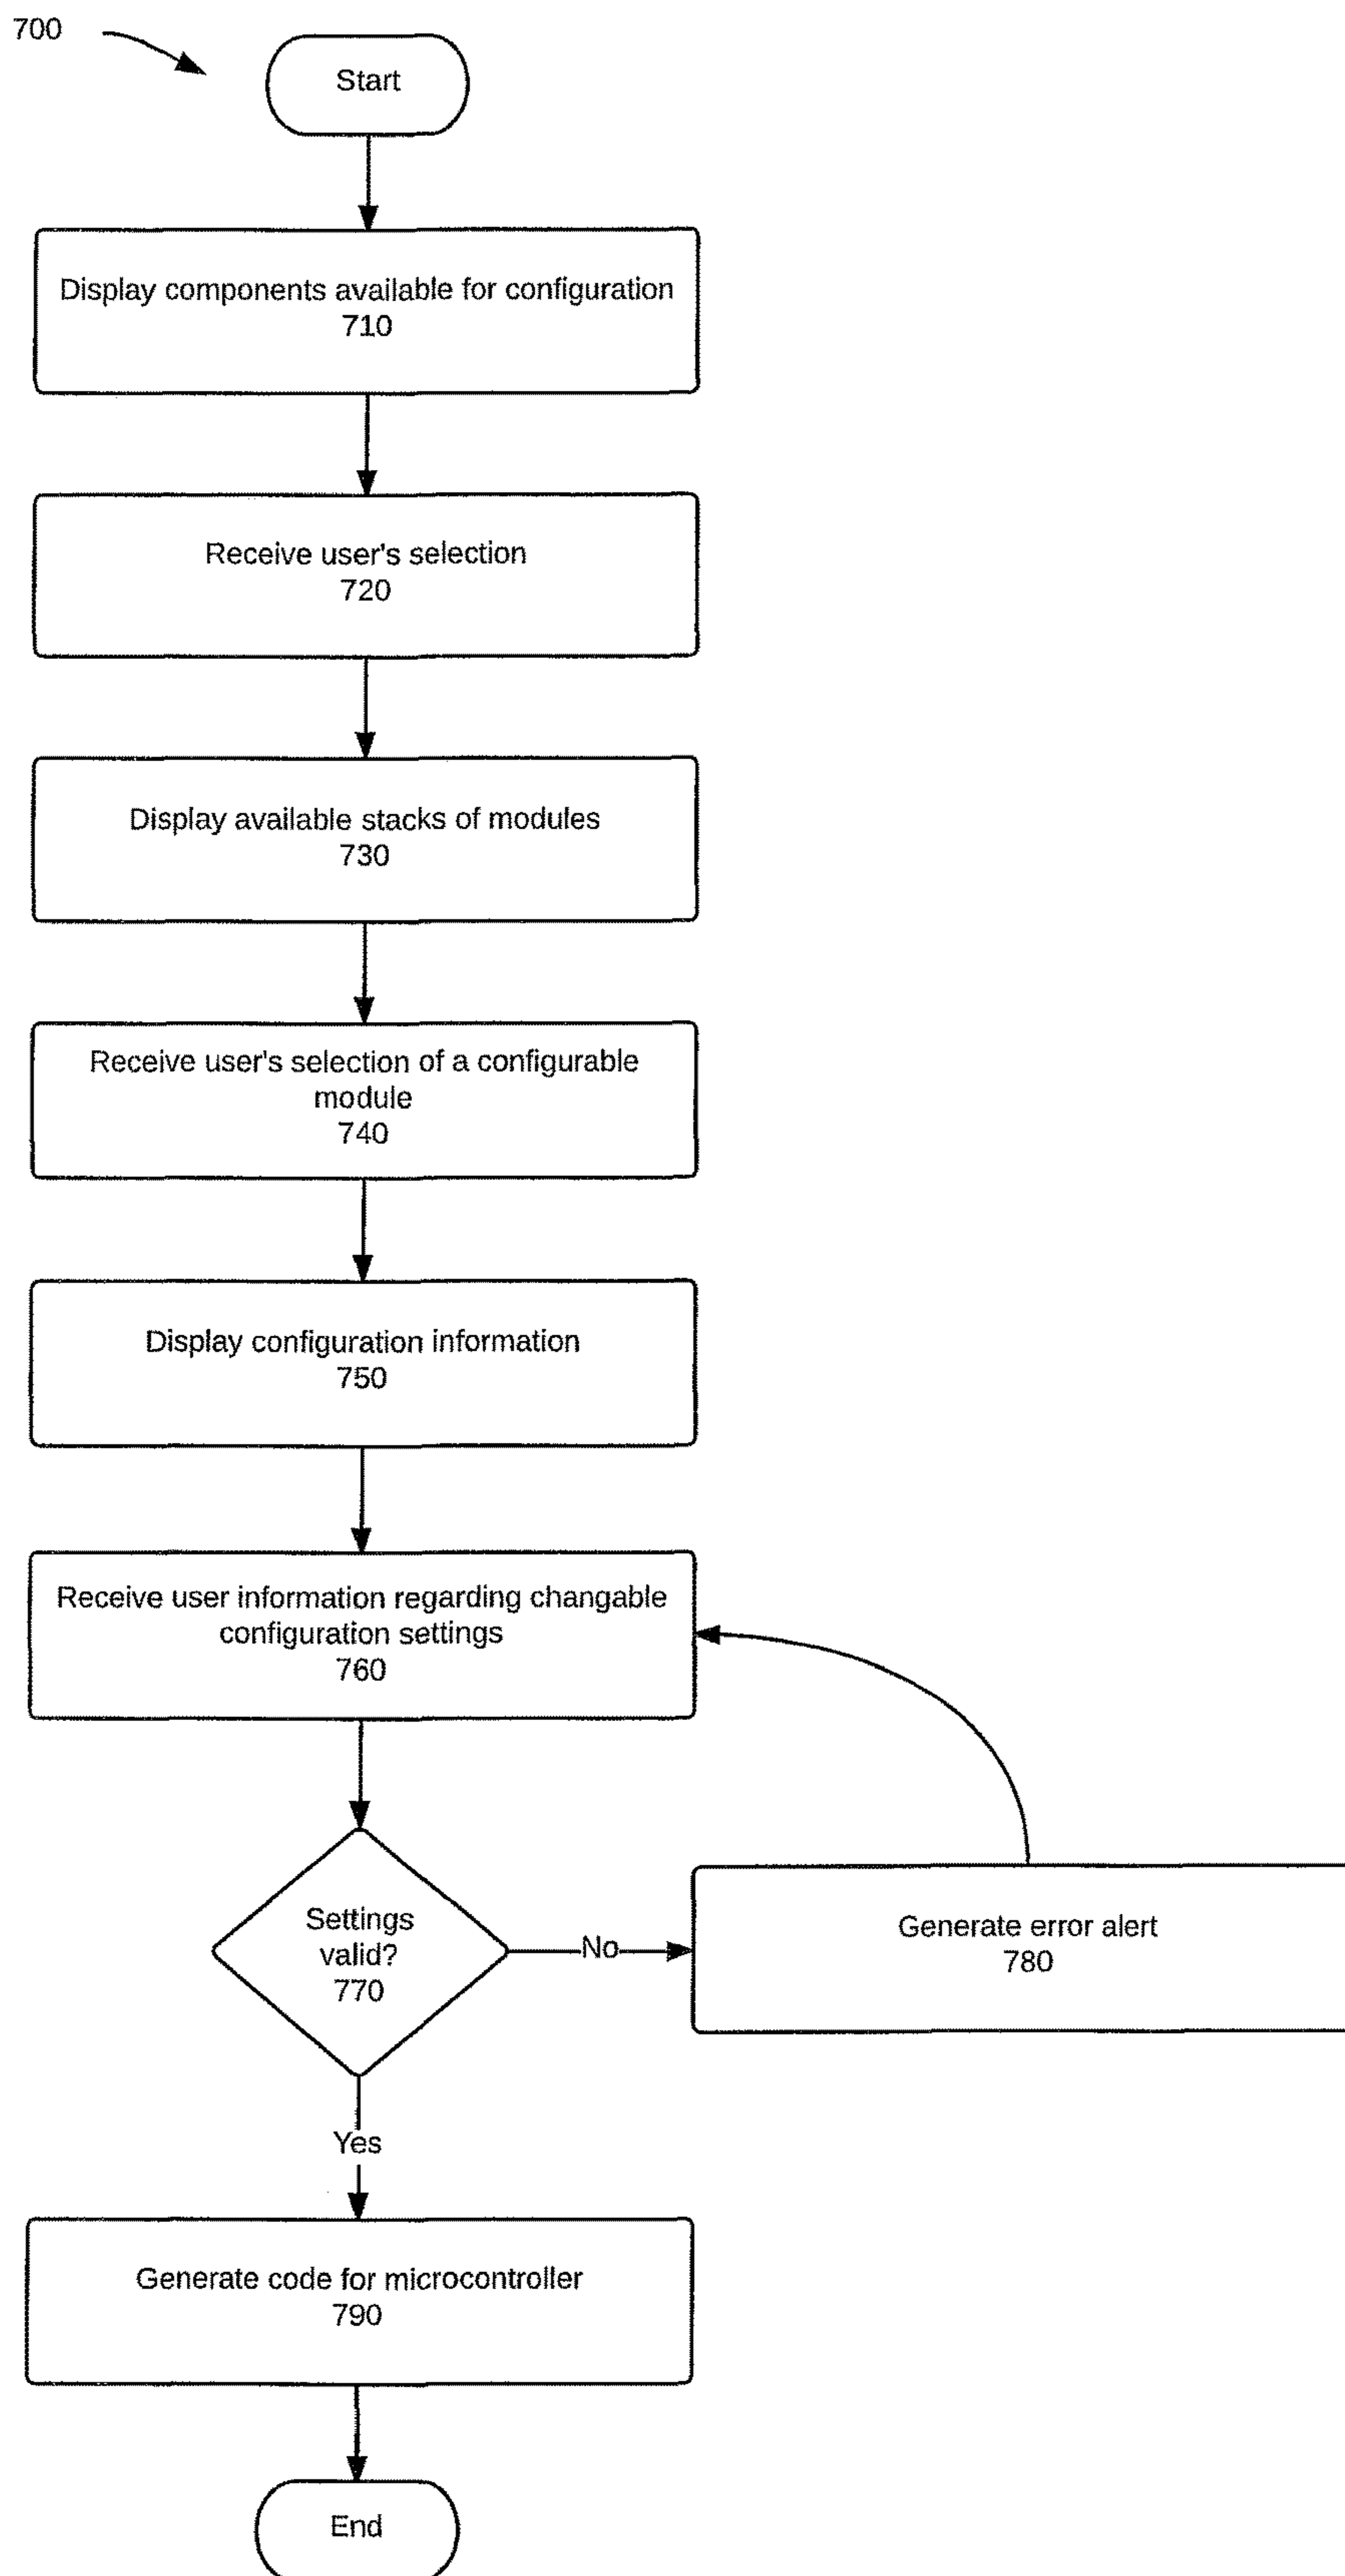 700
Start
Display components available for configuration
710
Receive user's selection
720
Display available stacks of modules
730
Receive user's selection of a configurable
module
740
Display configuration information
750
Receive user information regarding changable
configuration settings
760
Settings
valid?
770
No
Generate error alert
780
Yes
Generate code for microcontroller
790
End